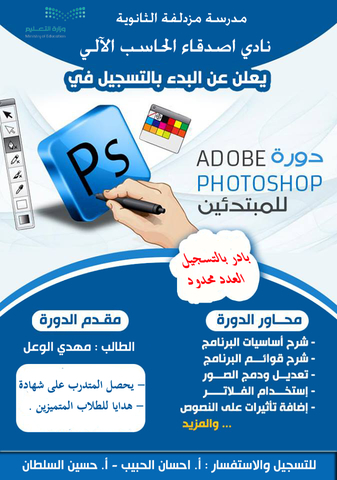 وزارة التعليم
Ministry of Education
مدرسة مزدلفة الثانوية
نادي اصدقاء الحاسب الآلي
يعلن عن البدء بالتسجيل في
Ps
دورة ADOBE
PHOTOSHOP
للمبتدئين
بادر بالتسجيل
العدد محدود
محاور الدورة
- شرح أساسيات البرنامج
- شرح قوائم البرنامج
- تعديل ودمج الصور
- إستخدام الفلاتر
- إضافة تأثيرات على النصوص
... والمزيد
مقدم الدورة
الطالب : مهدي الوعل
– يحصل المتدرب على شهادة
– هدايا للطلاب المتميزين .
للتسجيل والاستفسار : أ. احسان الحبيب - أ. حسين السلطان